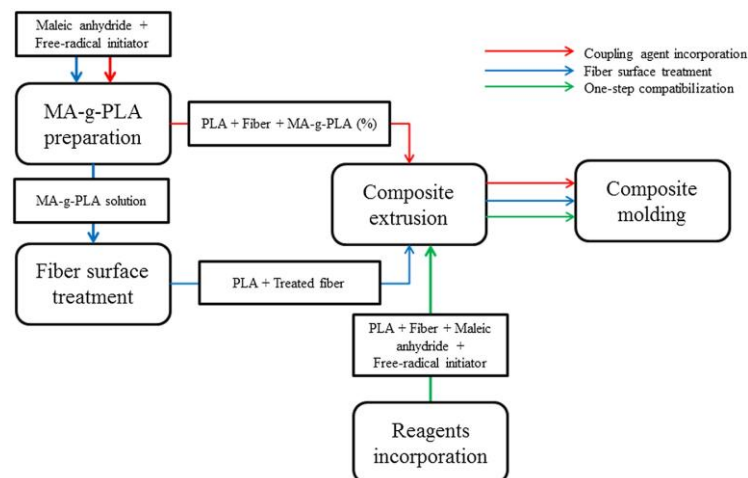 Maleic anhydride +
Free-radical initiator
Coupling agent incorporation
Fiber surface treatment
One-step compatibilization
MA-g-PLA
preparation
PLA + Fiber + MA-g-PLA (%)
MA-g-PLA solution
Composite
extrusion
Composite
molding
Fiber surface
treatment
PLA + Treated fiber
PLA + Fiber + Maleic
anhydride +
Free-radical initiator
Reagents
incorporation